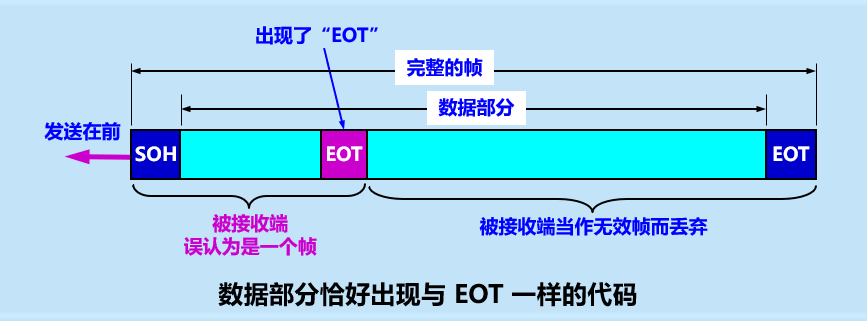 出现了“EOT”
完整的帧
数据部分
发送在前
SOH
EOT
EOT
被接收端
误认为是一个帧
被接收端当作无效帧而丢弃
数据部分恰好出现与 EOT 一样的代码